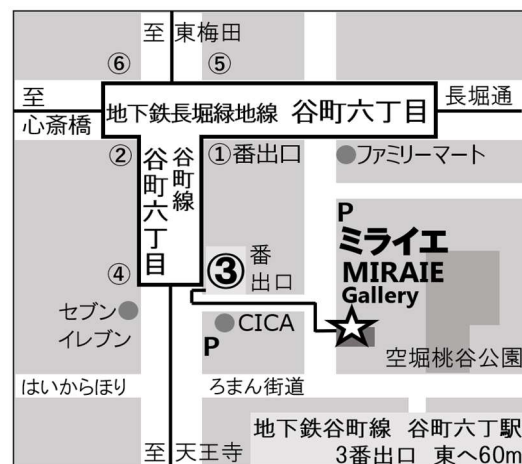 至 東梅田
⑥
⑤
至
心斎橋
地下鉄長堀緑地線 谷町六丁目
長堀通
②
谷町線
谷町六丁目
①番出口
ファミリーマート
P
ミライエ
MIRAIE
Gallery
④
③番出口
セブン
イレブン
CICA
P
空堀桃谷公園
はいからほり
ろまん街道
地下鉄谷町線 谷町六丁駅
3番出口 東へ60m
至 天王寺